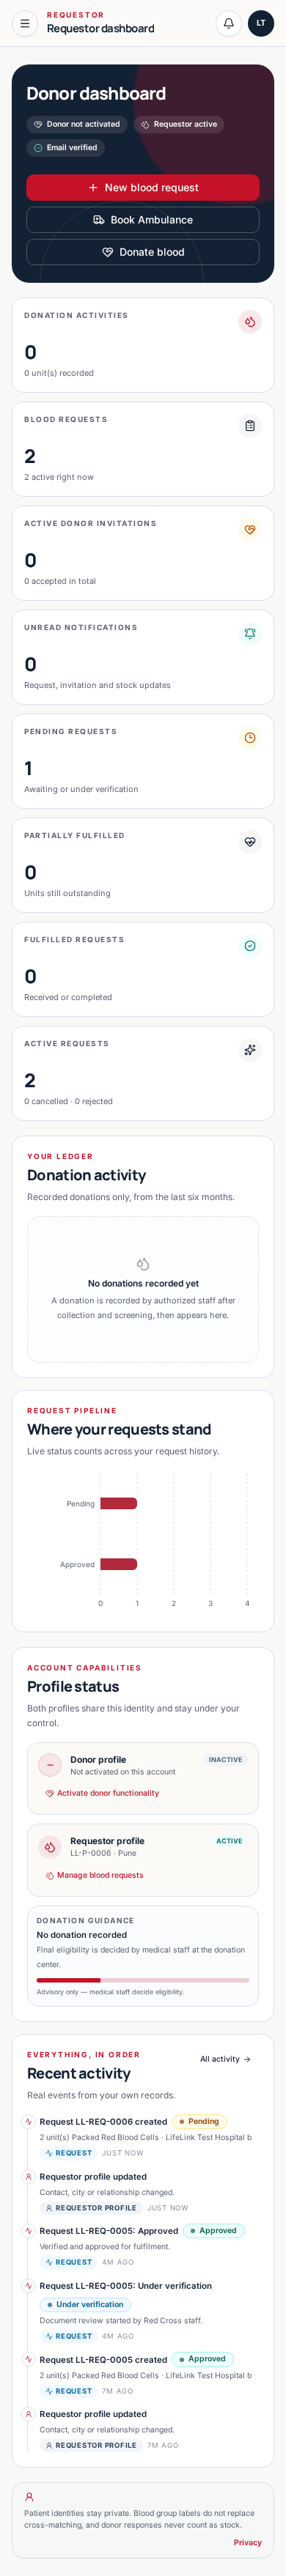 REQUESTOR
Requestor dashboard
LT
Donor dashboard
Donor not activated
Requestor active
Email verified
New blood request
Book Ambulance
Donate blood
DONATION ACTIVITIES
0
0 unit(s) recorded
BLOOD REQUESTS
2
2 active right now
ACTIVE DONOR INVITATIONS
0
0 accepted in total
UNREAD NOTIFICATIONS
0
Request, invitation and stock updates
PENDING REQUESTS
1
Awaiting or under verification
PARTIALLY FULFILLED
0
Units still outstanding
FULFILLED REQUESTS
0
Received or completed
ACTIVE REQUESTS
2
0 cancelled · 0 rejected
YOUR LEDGER
Donation activity
Recorded donations only, from the last six months.
No donations recorded yet
A donation is recorded by authorized staff after
collection and screening, then appears here.
REQUEST PIPELINE
Where your requests stand
Live status counts across your request history.
Pending
Approved
0 1 2 3 4
ACCOUNT CAPABILITIES
Profile status
Both profiles share this identity and stay under your
control.
Donor profile
INACTIVE
Not activated on this account
Activate donor functionality
Requestor profile
ACTIVE
LL-P-0006 · Pune
Manage blood requests
DONATION GUIDANCE
No donation recorded
Final eligibility is decided by medical staff at the donation
center.
Advisory only — medical staff decide eligibility.
EVERYTHING, IN ORDER
Recent activity
All activity →
Real events from your own records.
Request LL-REQ-0006 created Pending
2 unit(s) Packed Red Blood Cells · LifeLink Test Hospital b
REQUEST JUST NOW
Requestor profile updated
Contact, city or relationship changed.
REQUESTOR PROFILE JUST NOW
Request LL-REQ-0005: Approved Approved
Verified and approved for fulfilment.
REQUEST 4M AGO
Request LL-REQ-0005: Under verification
Under verification
Document review started by Red Cross staff.
REQUEST 4M AGO
Request LL-REQ-0005 created Approved
2 unit(s) Packed Red Blood Cells · LifeLink Test Hospital b
REQUEST 7M AGO
Requestor profile updated
Contact, city or relationship changed.
REQUESTOR PROFILE 7M AGO
Patient identities stay private. Blood group labels do not replace
cross-matching, and donor responses never count as stock.
Privacy